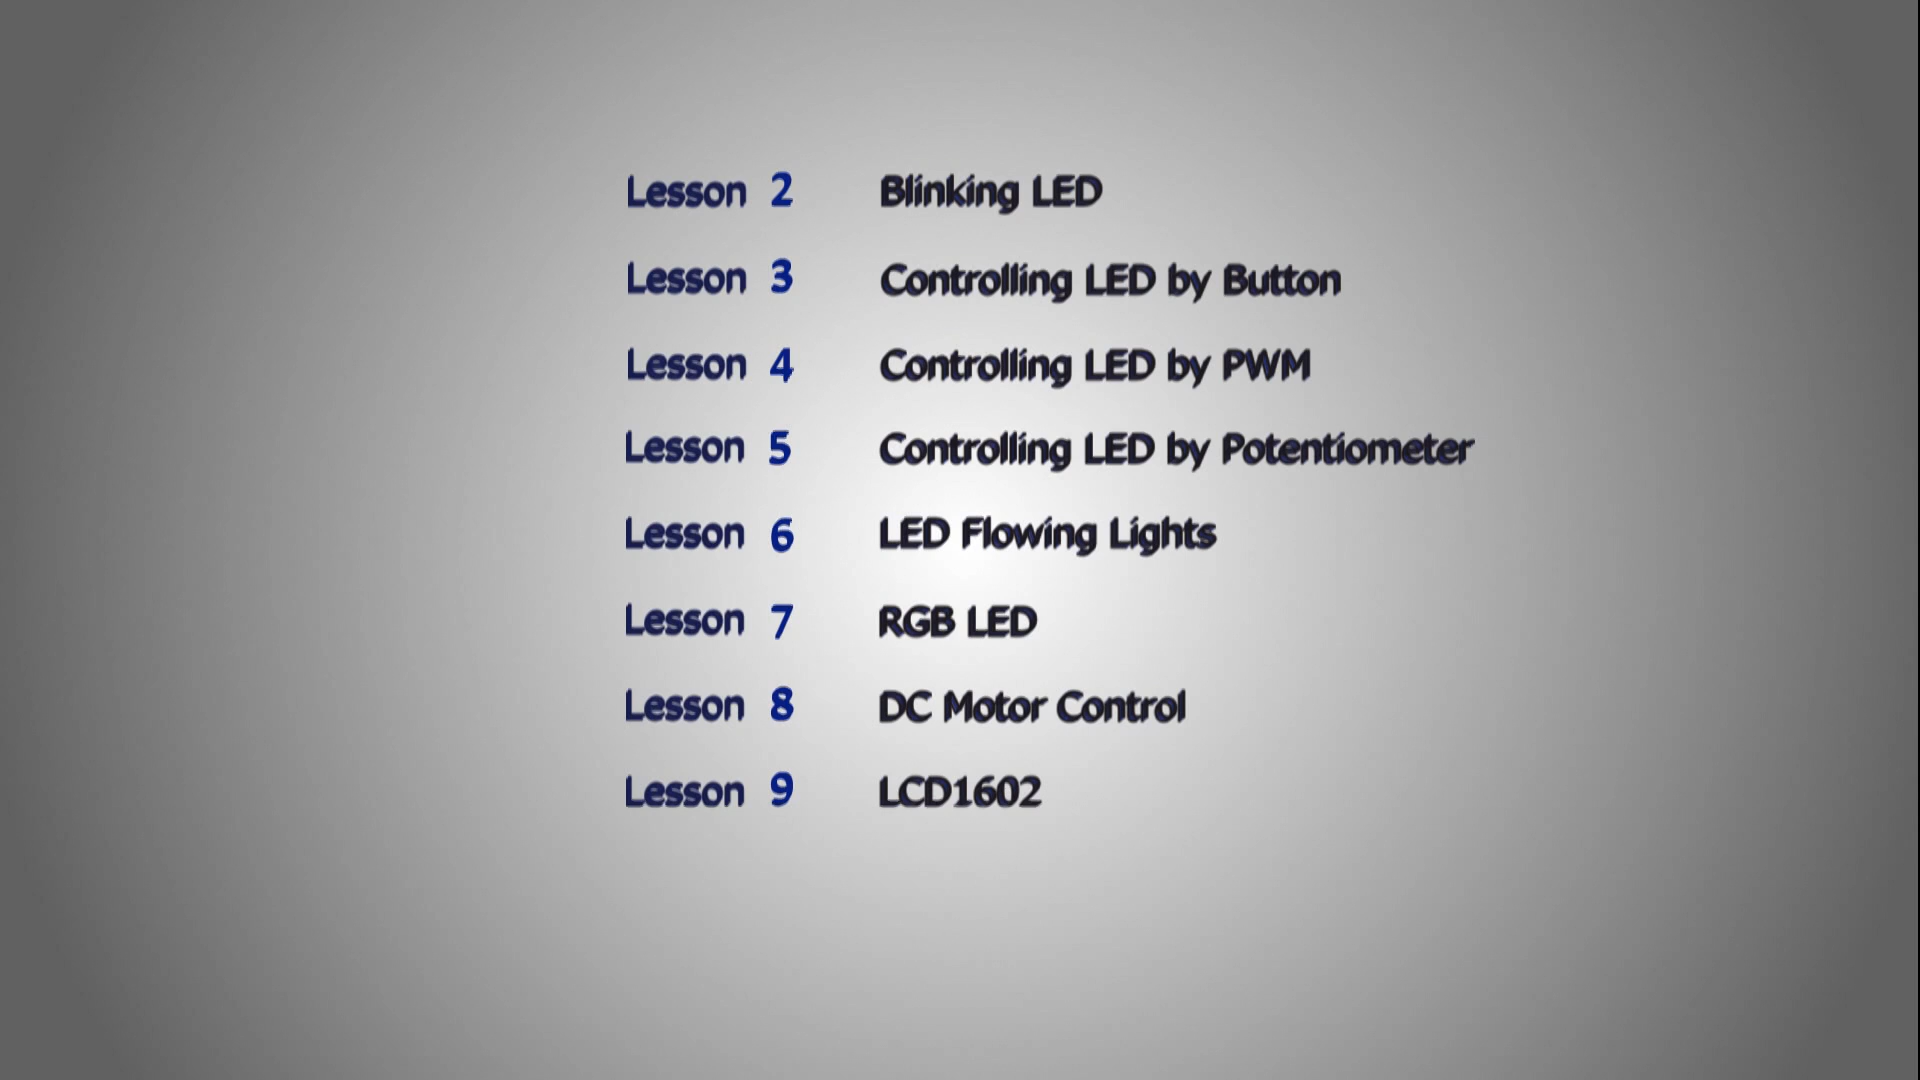 Lesson 2 Blinking LED
Lesson 3 Controlling LED by Button
Lesson 4 Controlling LED by PWM
Lesson 5 Controlling LED by Potentiometer
Lesson 6 LED Flowing Lights
Lesson 7 RGB LED
Lesson 8 DC Motor Control
Lesson 9 LCD1602